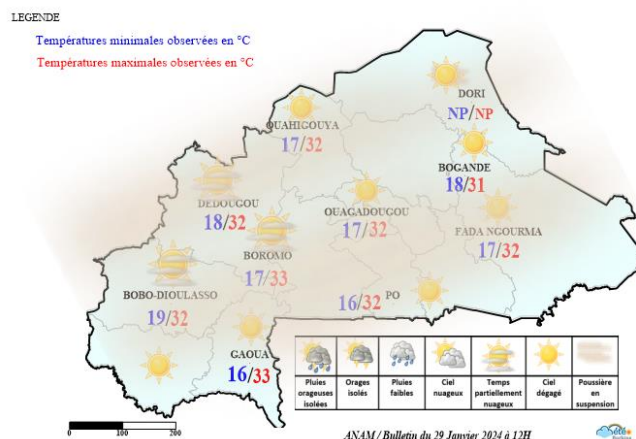 LEGENDE
Températures minimales observées en °C
Températures maximales observées en °C
DORI
NP/NP
OUAHIGOUYA
17/32
BOGANDE
18/31
DEDOUGOU
18/32
OUAGADOUGOU
17/32
FADA NGOURMA
17/32
BOROMO
17/33
BOBO-DIOULASSO
19/32
16/32 PO
GAOUA
16/33
Pluies orageuses isolées
Orages isolés
Pluies faibles
Ciel nuageux
Temps partiellement nuageux
Ciel dégagé
Poussière en suspension
0 100 200
ANAM / Bulletin du 29 Janvier 2024 à 12H